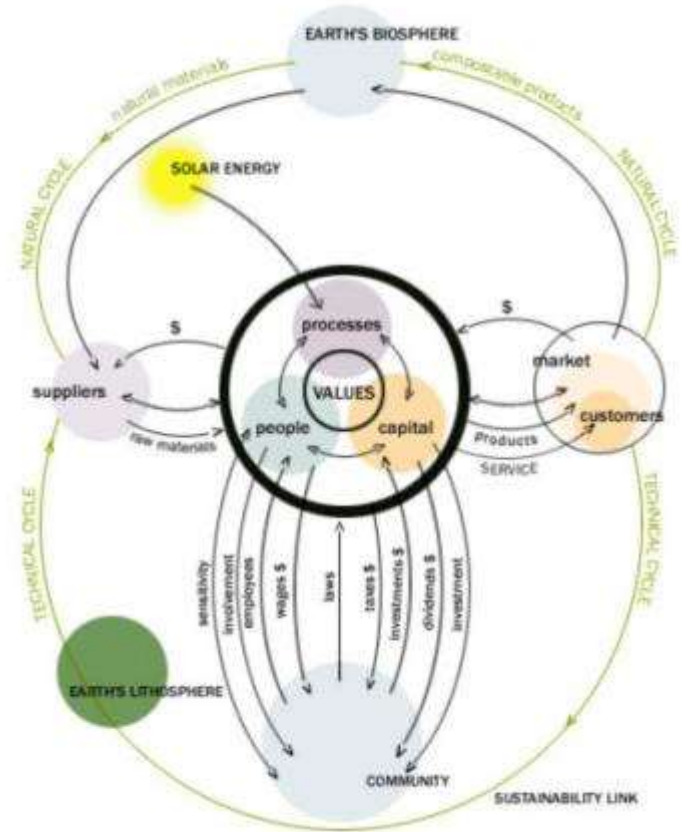 EARTH'S BIOSPHERE
natural materials
compostable products
SOLAR ENERGY
NATURAL CYCLE
NATURAL CYCLE
$
$
processes
suppliers
VALUES
market
customers
people
capital
raw materials
Products
SERVICE
TECHNICAL CYCLE
TECHNICAL CYCLE
sensitivity
involvement
employees
wages $
laws
taxes $
investments $
dividends $
investment
EARTH'S LITHOSPHERE
COMMUNITY
SUSTAINABILITY LINK